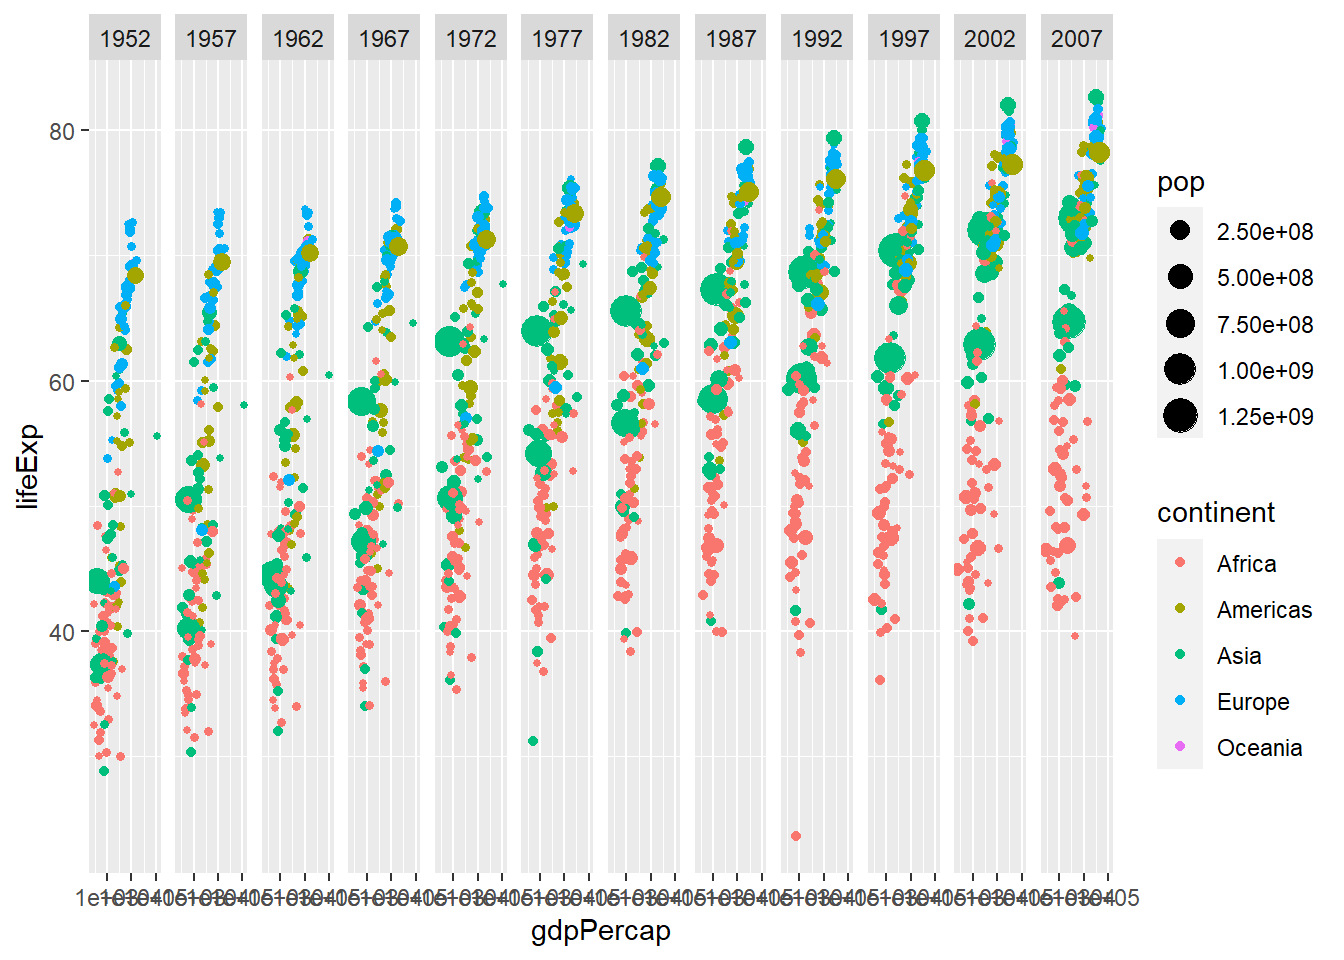 1952 1957 1962 1967 1972 1977 1982 1987 1992 1997 2002 2007
80
60
40
lifeExp
gdpPercap
pop
2.50e+08
5.00e+08
7.50e+08
1.00e+09
1.25e+09
continent
Africa
Americas
Asia
Europe
Oceania